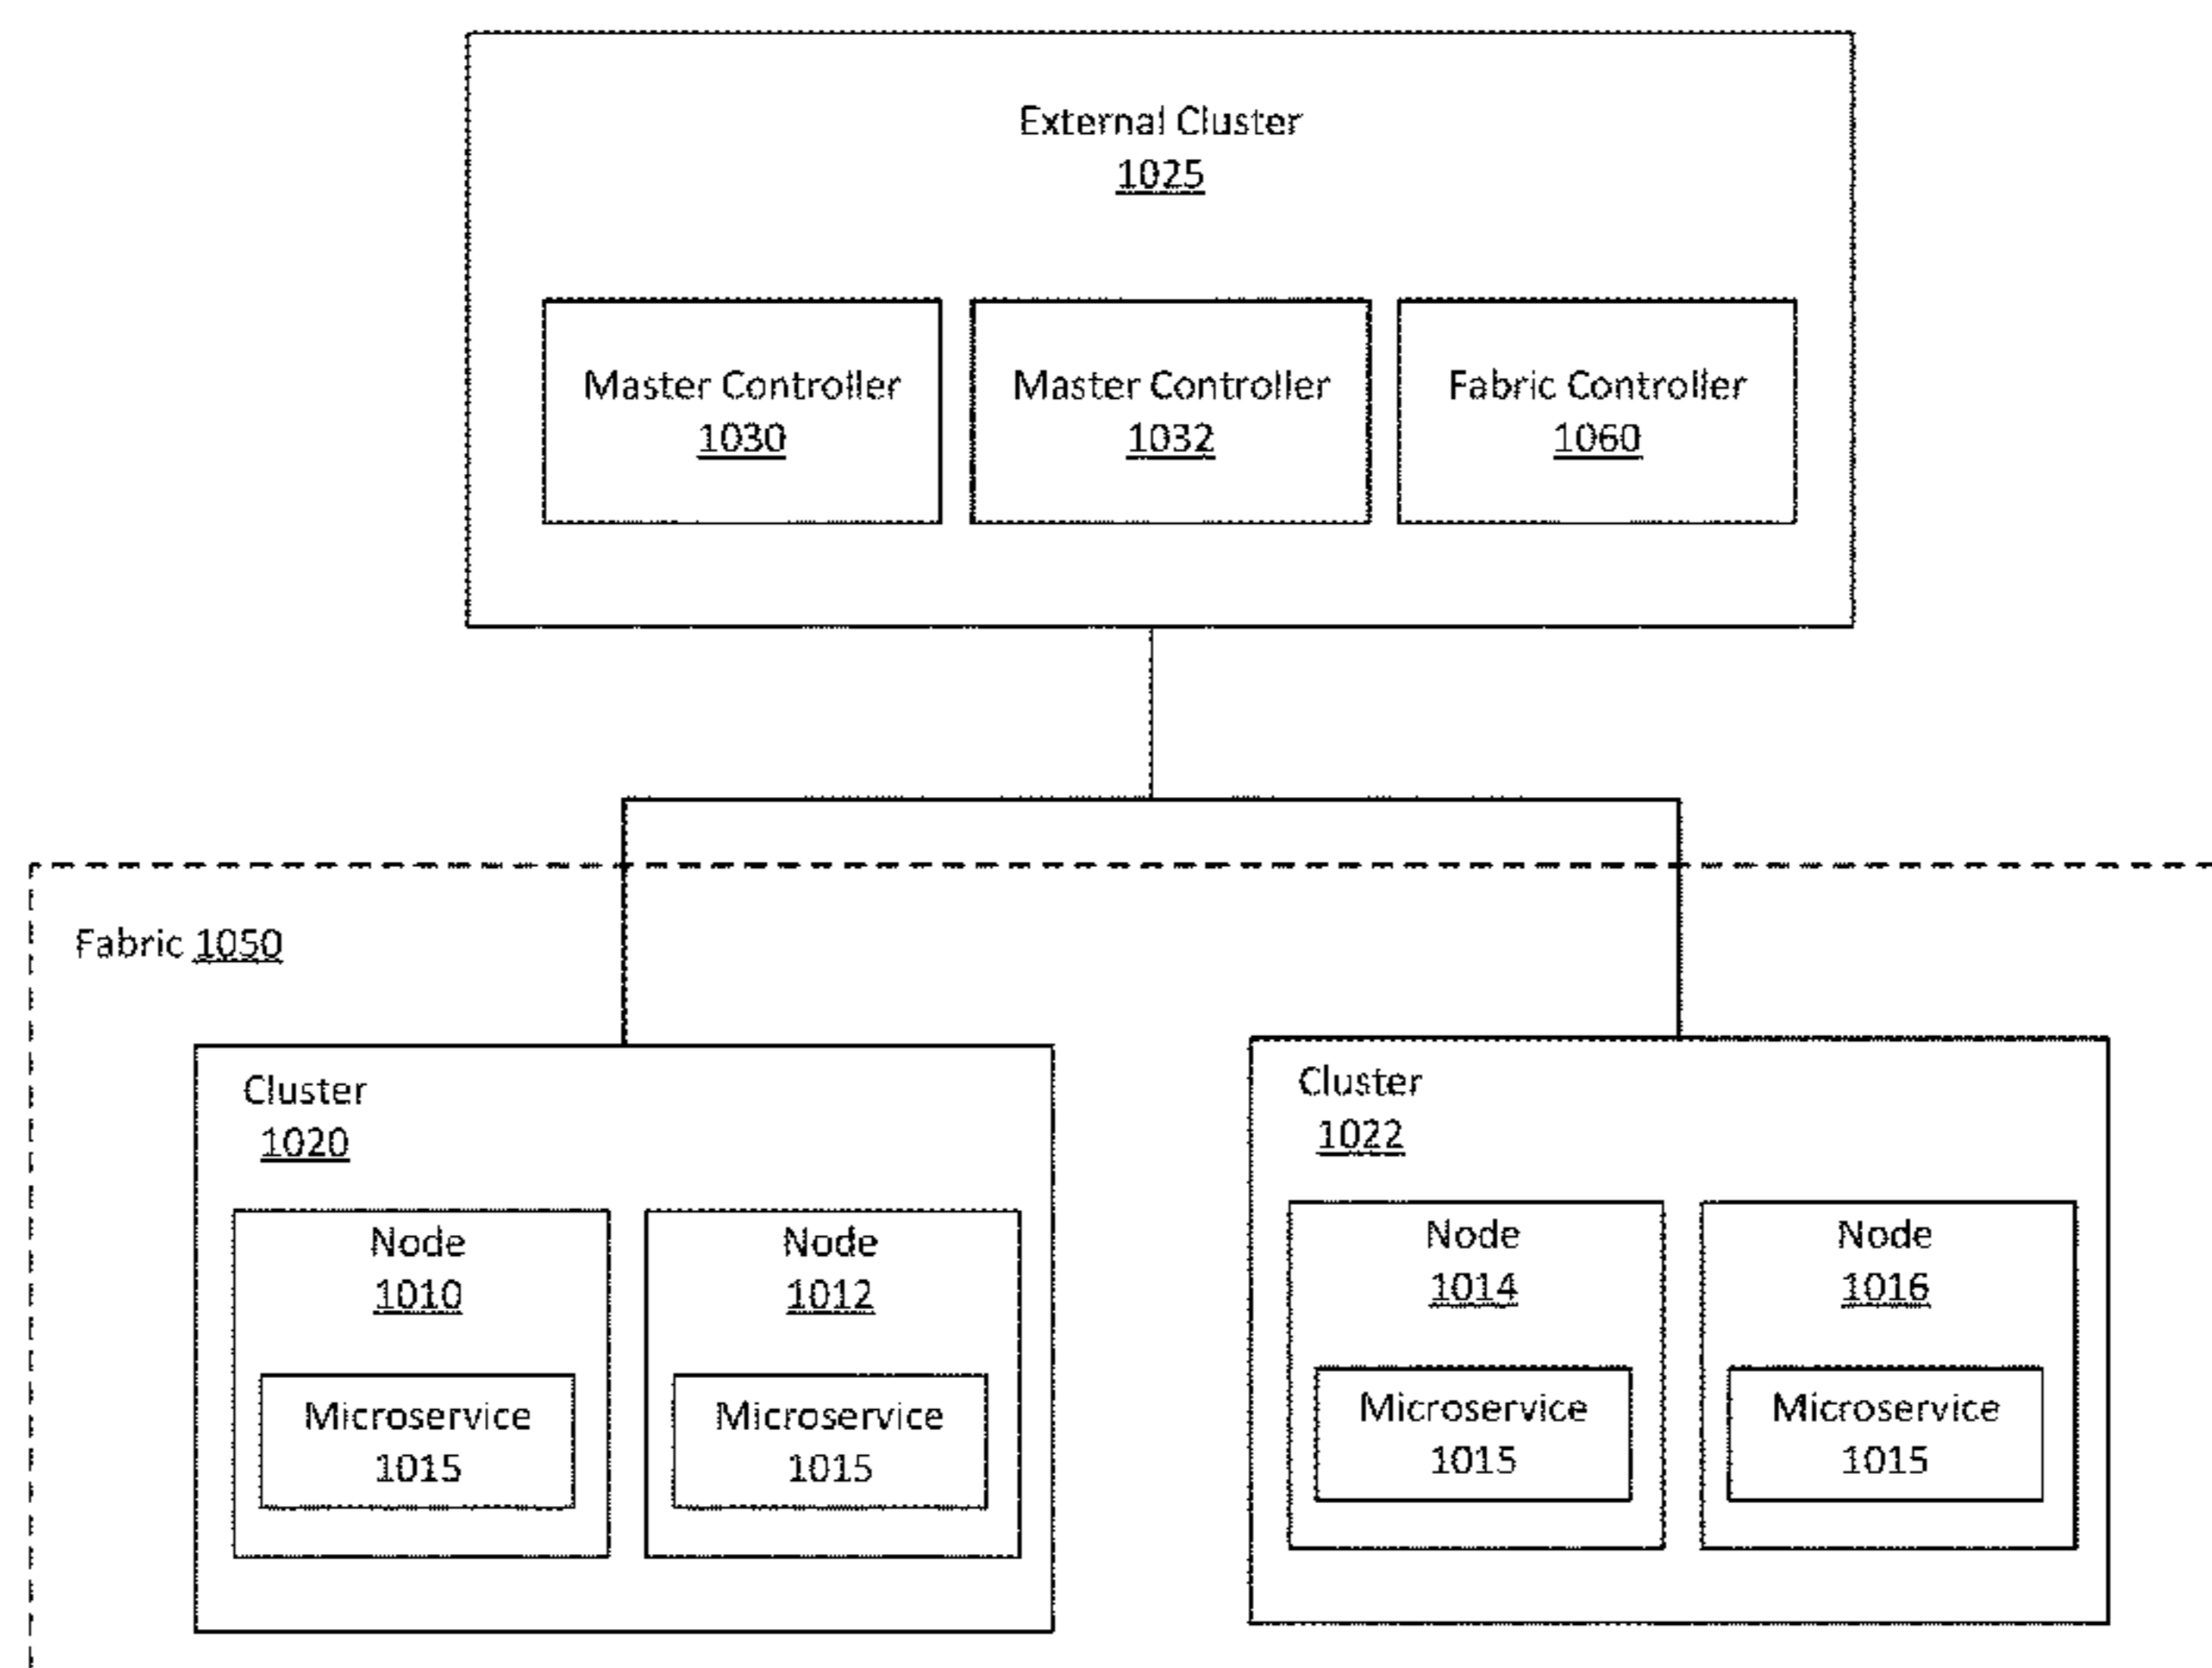 External Cluster
1025
Master Controller
1030
Master Controller
1032
Fabric Controller
1060
Fabric 1050
Cluster
1020
Node
1010
Microservice
1015
Node
1012
Microservice
1015
Cluster
1022
Node
1014
Microservice
1015
Node
1016
Microservice
1015